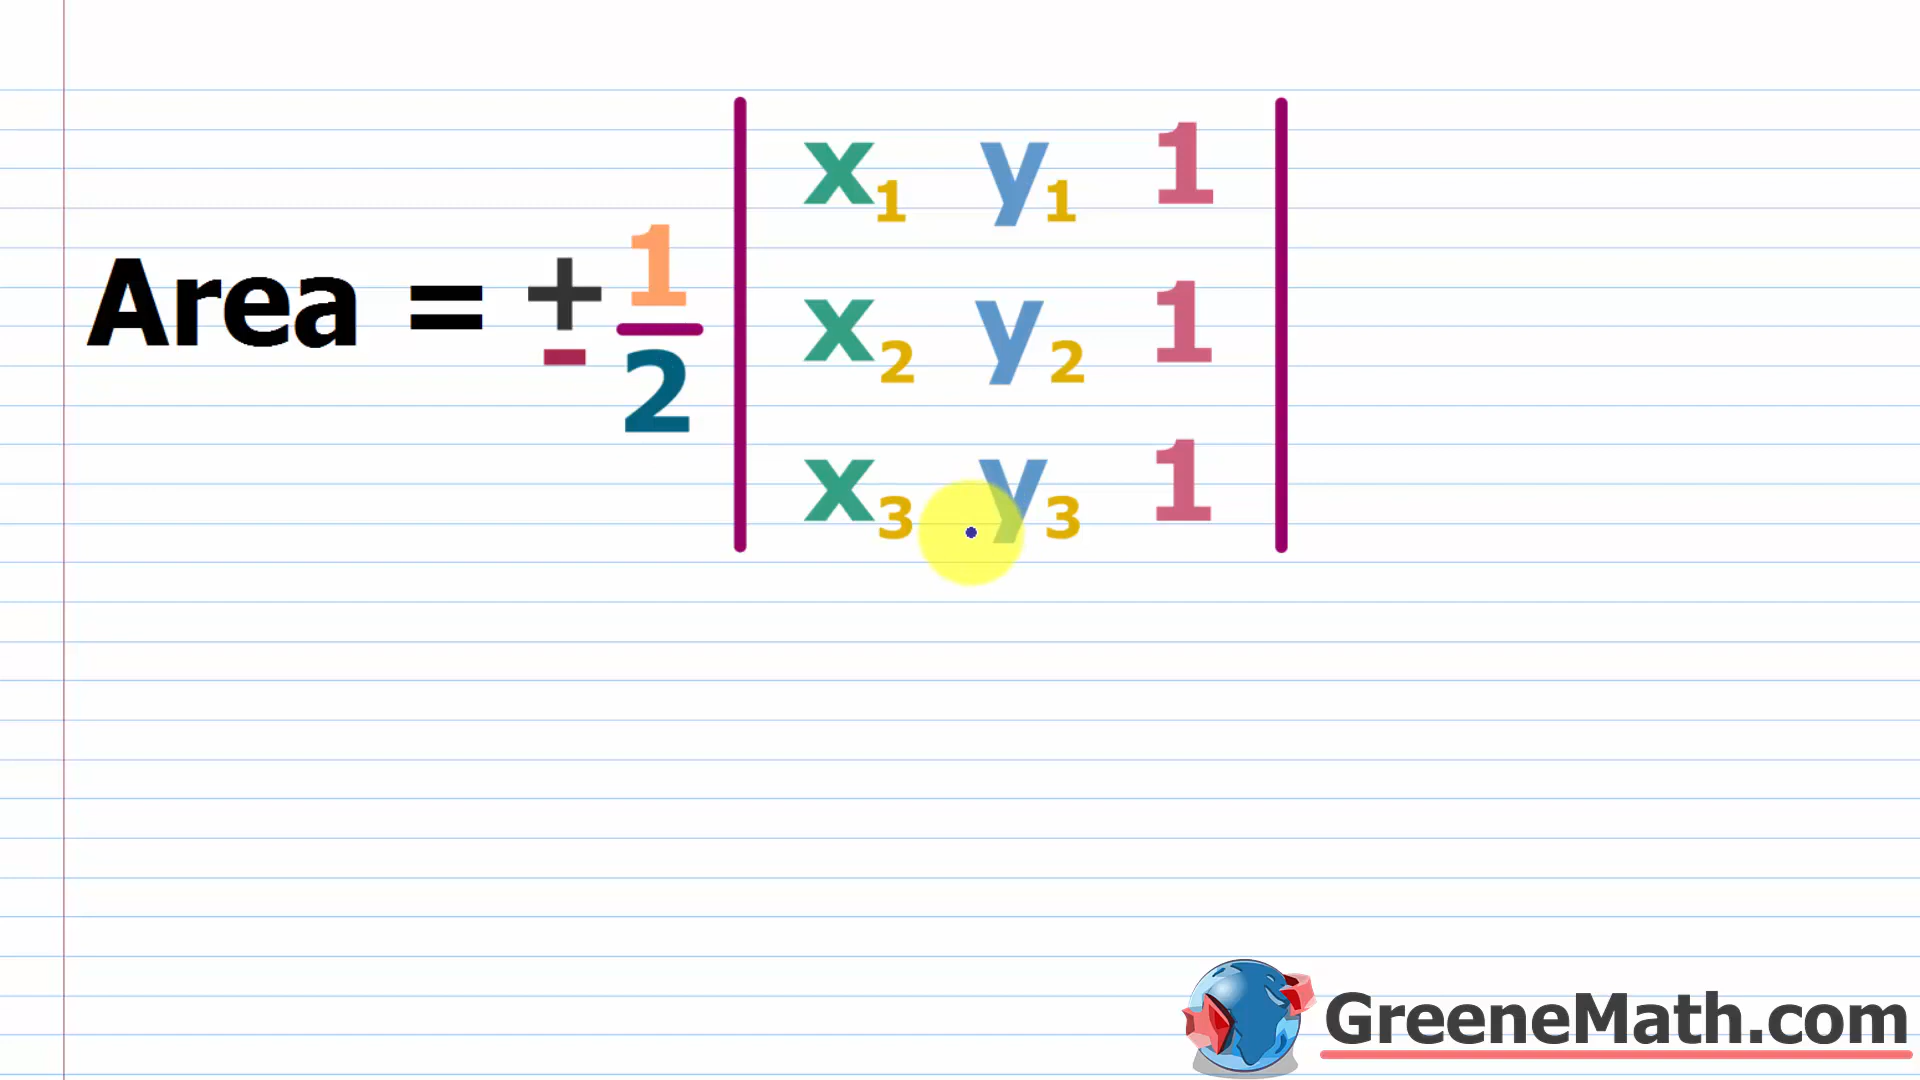 x₁ y₁ 1
Area = ± 1/2 x₂ y₂ 1
x₃ y₃ 1
GreeneMath.com